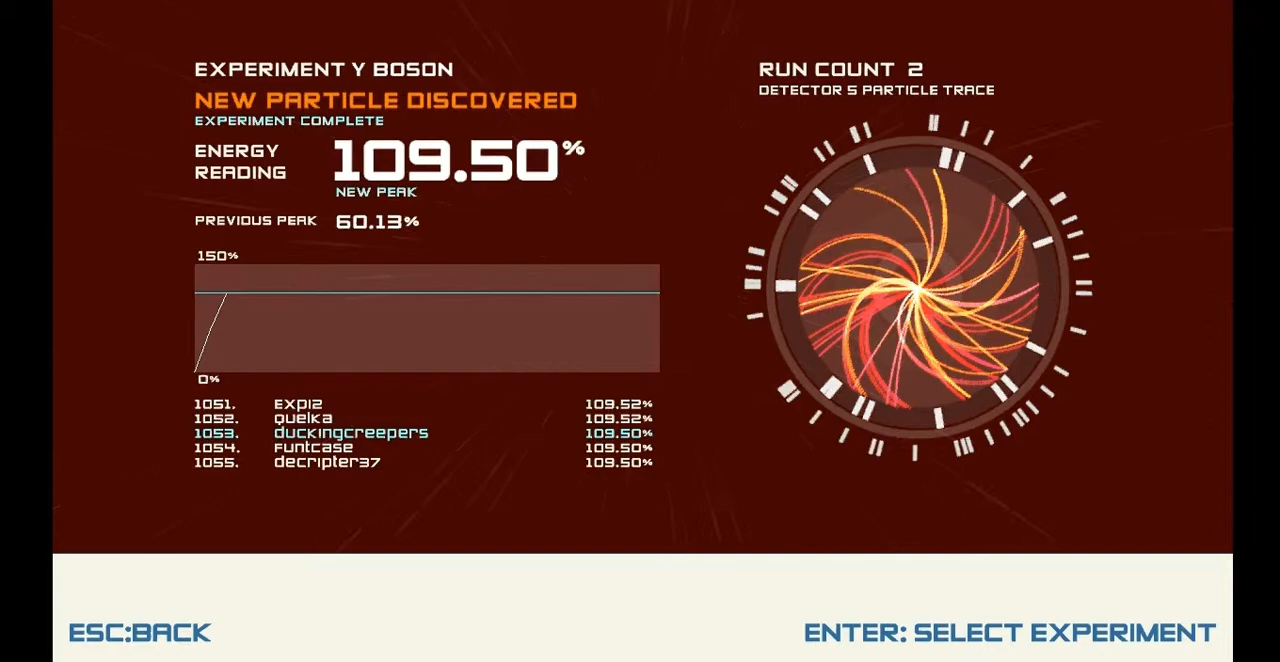 EXPERIMENT Y BOSON
NEW PARTICLE DISCOVERED
EXPERIMENT COMPLETE
ENERGY READING 109.50%
NEW PEAK
PREVIOUS PEAK 60.13%
150%
0%
1051. Expi2 109.52%
1052. quelka 109.52%
1053. duckingcreepers 109.50%
1054. Funtcase 109.50%
1055. decripter37 109.50%
RUN COUNT 2
DETECTOR 5 PARTICLE TRACE
ESC:BACK
ENTER: SELECT EXPERIMENT